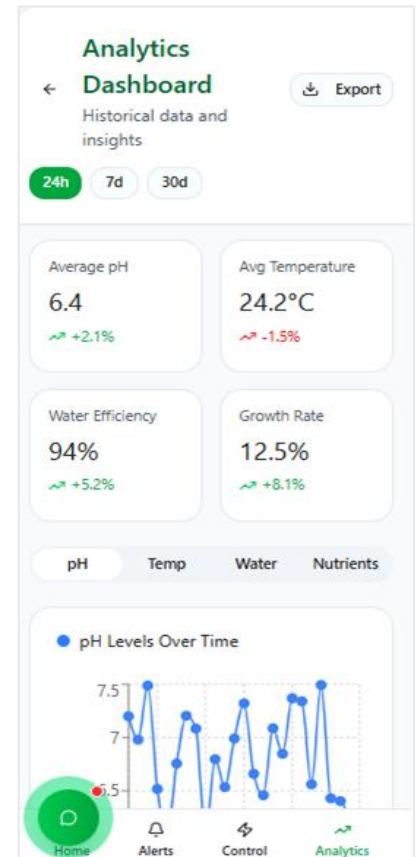 Analytics
Dashboard
Export
Historical data and
insights
24h 7d 30d
Average pH Avg Temperature
6.4 24.2°C
+2.1% -1.5%
Water Efficiency Growth Rate
94% 12.5%
+5.2% +8.1%
pH Temp Water Nutrients
pH Levels Over Time
7.5
7
Home Alerts Control Analytics